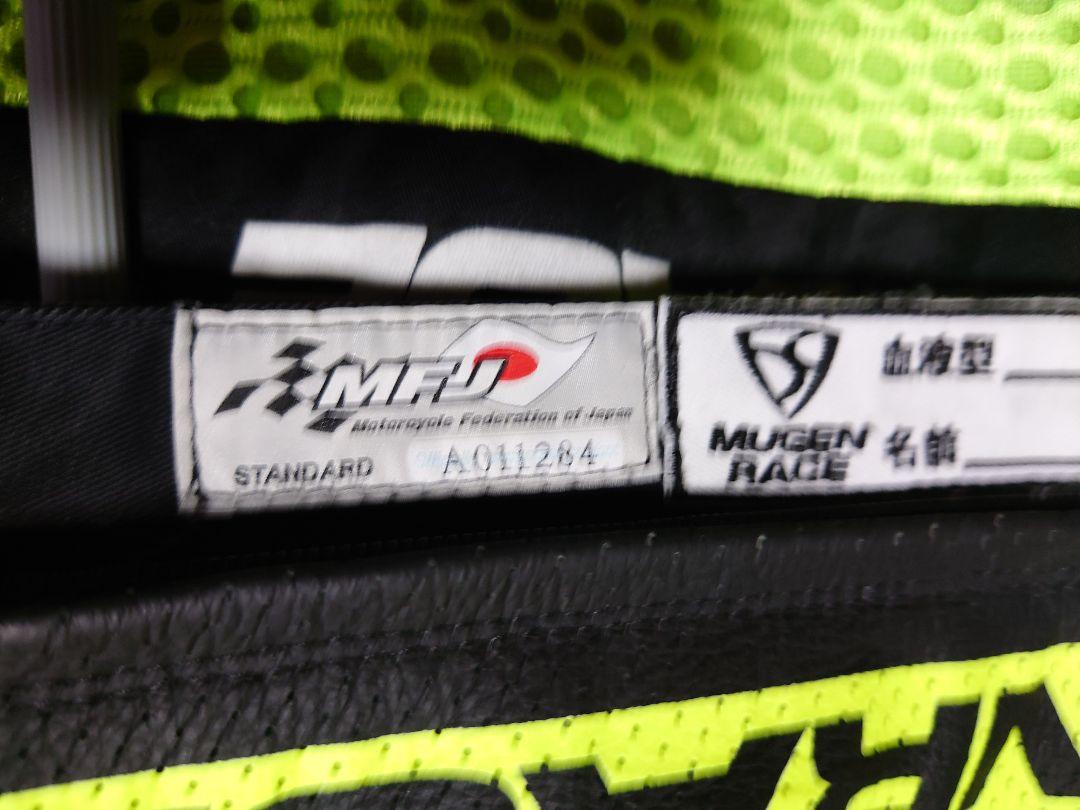 MFJ
Motorcycle Federation of Japan
STANDARD
A011284
血液型
MUGEN
RACE
名前